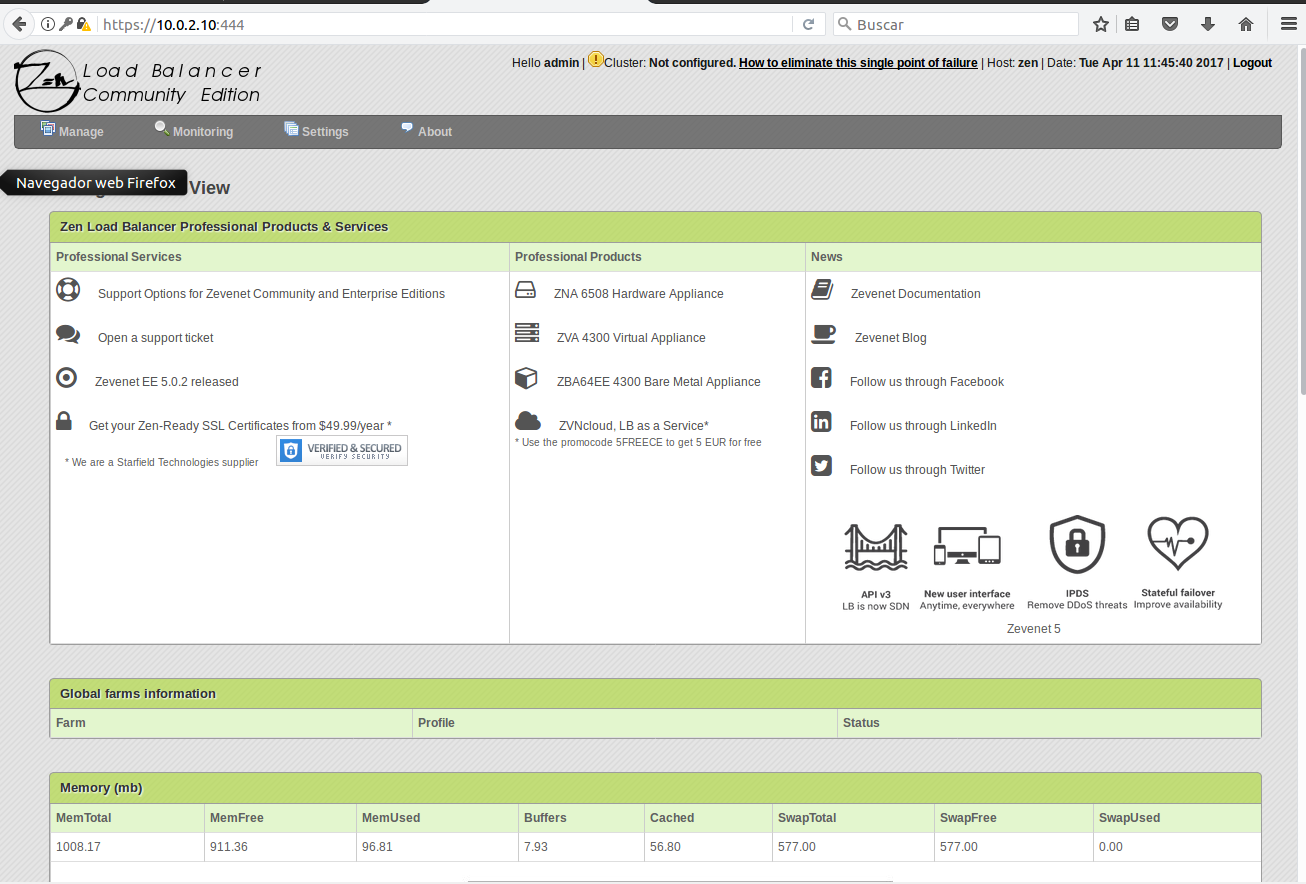 https://10.0.2.10:444
Buscar
Zen Load Balancer
Community Edition
Hello admin | Cluster: Not configured. How to eliminate this single point of failure | Host: zen | Date: Tue Apr 11 11:45:40 2017 | Logout
Manage Monitoring Settings About
Navegador web Firefox
View
Zen Load Balancer Professional Products & Services
Professional Services Professional Products News
Support Options for Zevenet Community and Enterprise Editions ZNA 6508 Hardware Appliance Zevenet Documentation
Open a support ticket ZVA 4300 Virtual Appliance Zevenet Blog
Zevenet EE 5.0.2 released ZBA64EE 4300 Bare Metal Appliance Follow us through Facebook
Get your Zen-Ready SSL Certificates from $49.99/year * ZVNcloud, LB as a Service* Follow us through LinkedIn
* Use the promocode 5FREECE to get 5 EUR for free
VERIFIED & SECURED
VERIFY SECURITY
* We are a Starfield Technologies supplier
Follow us through Twitter
API v3 New user interface IPDS Stateful failover
LB is now SDN Anytime, everywhere Remove DDoS threats Improve availability
Zevenet 5
Global farms information
Farm Profile Status
Memory (mb)
MemTotal MemFree MemUsed Buffers Cached SwapTotal SwapFree SwapUsed
1008.17 911.36 96.81 7.93 56.80 577.00 577.00 0.00